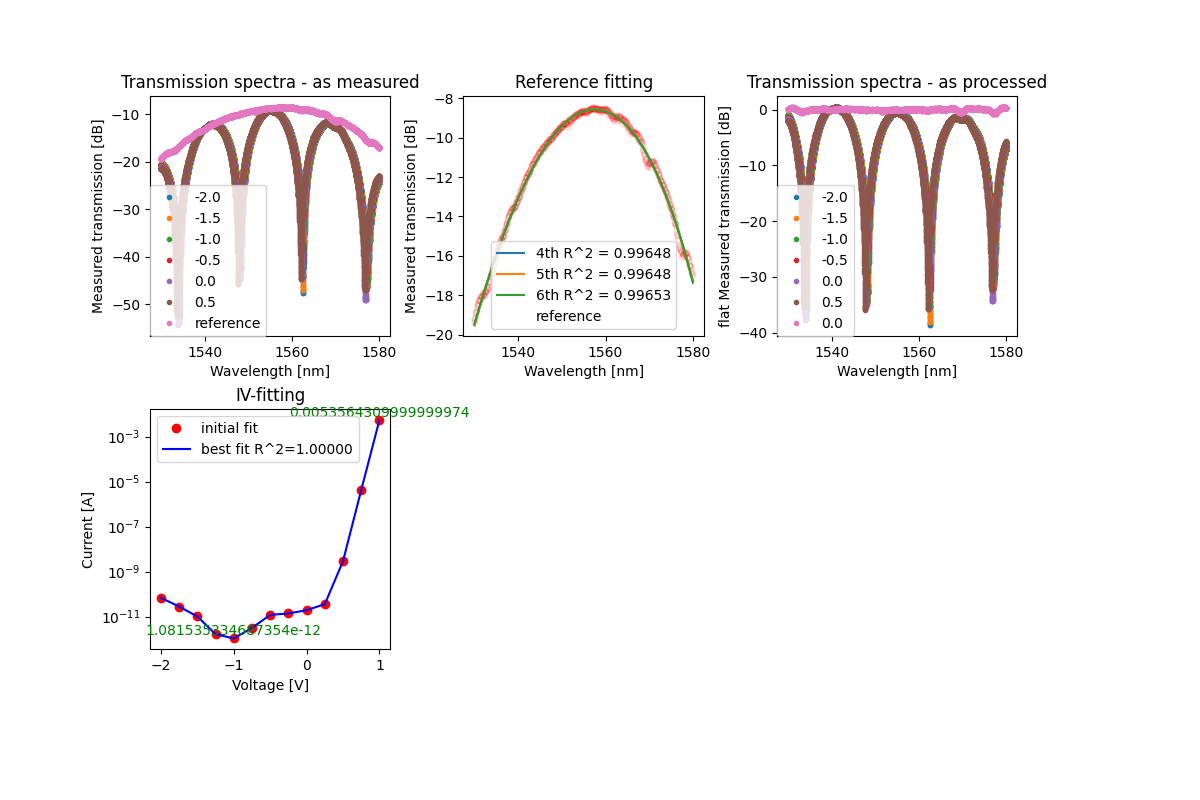 Transmission spectra - as measured
Measured transmission [dB]
−10
−20
−30
−40
−50
-2.0
-1.5
-1.0
-0.5
0.0
0.5
reference
1540
1560
1580
Wavelength [nm]
Reference fitting
Measured transmission [dB]
−8
−10
−12
−14
−16
−18
−20
4th R^2 = 0.99648
5th R^2 = 0.99648
6th R^2 = 0.99653
reference
1540
1560
1580
Wavelength [nm]
Transmission spectra - as processed
flat Measured transmission [dB]
0
−10
−20
−30
−40
-2.0
-1.5
-1.0
-0.5
0.0
0.5
0.0
1540
1560
1580
Wavelength [nm]
IV-fitting
0.0053564309999999974
initial fit
best fit R^2=1.00000
Current [A]
10⁻³
10⁻⁵
10⁻⁷
10⁻⁹
10⁻¹¹
−2
−1
0
1
Voltage [V]